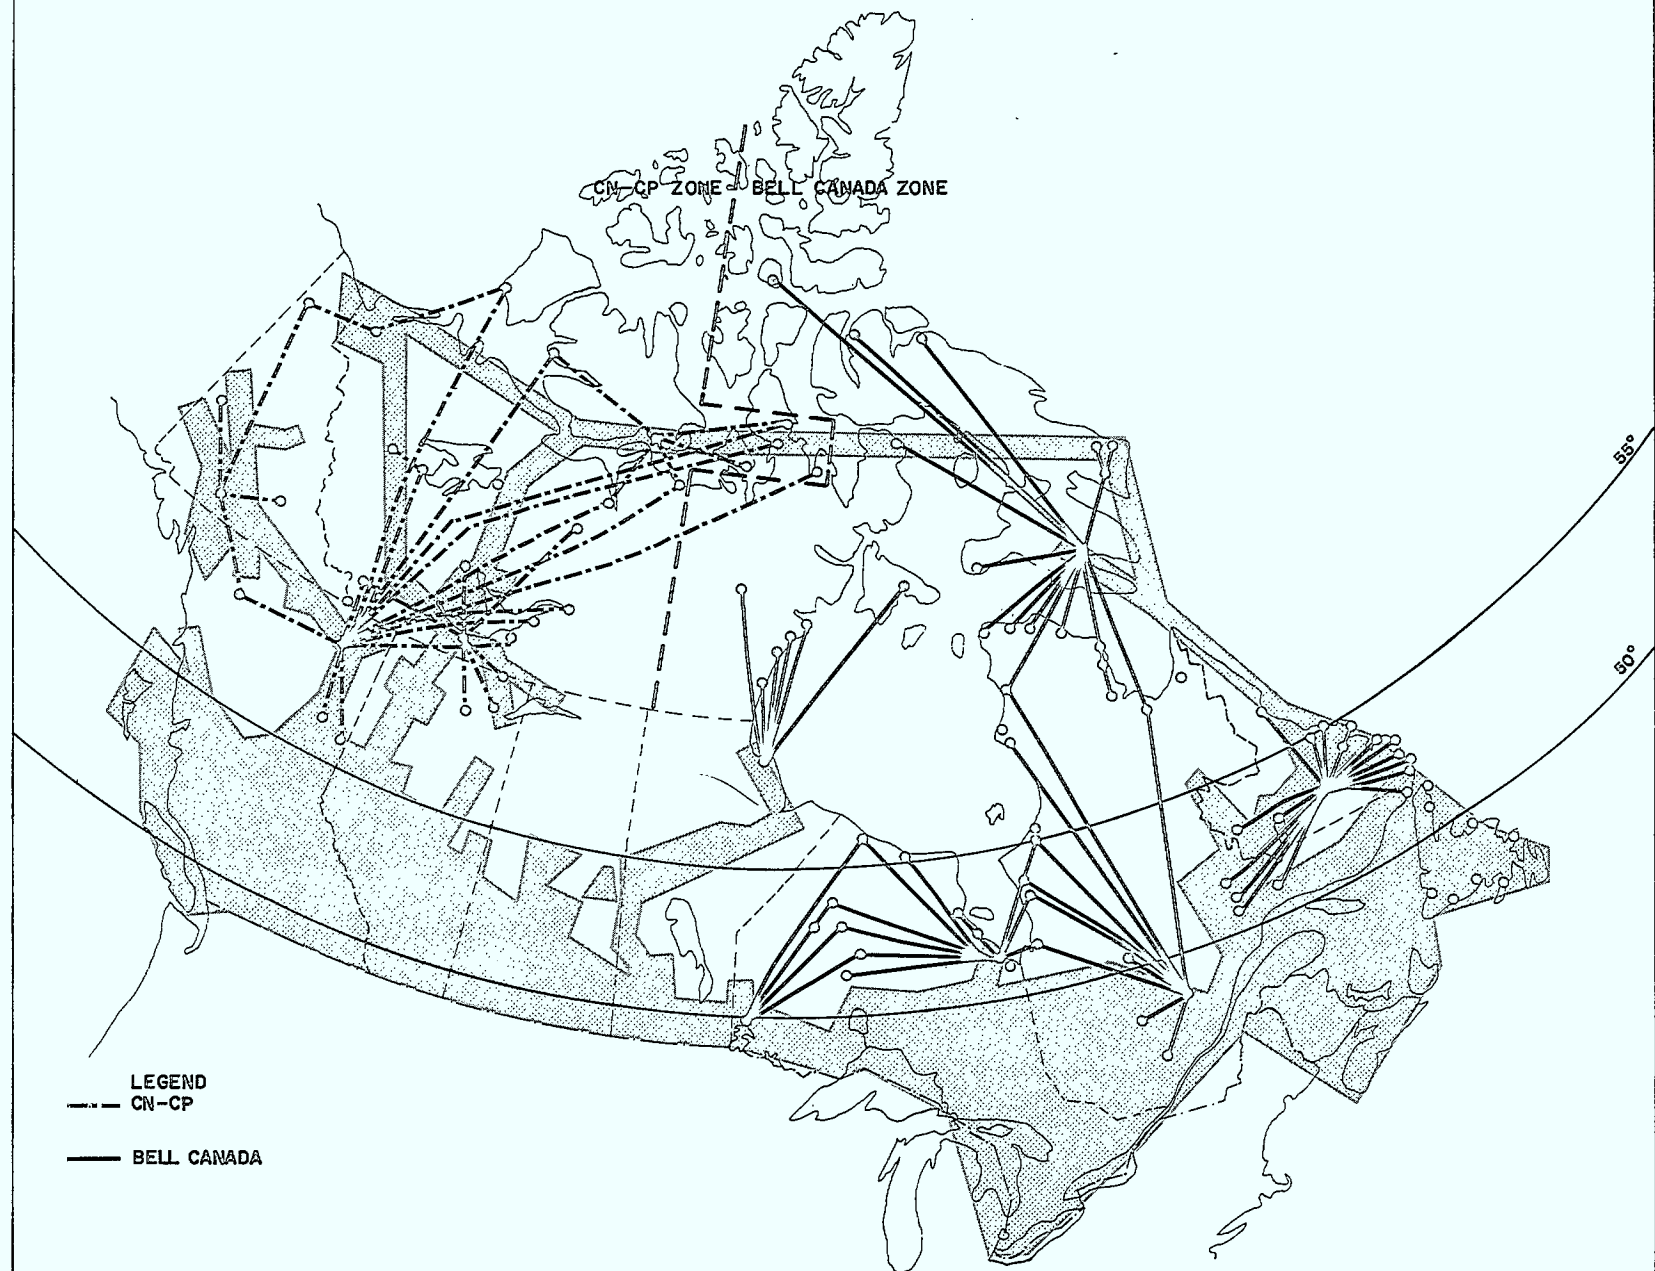 CN-CP ZONE BELL CANADA ZONE
55°
50°
LEGEND
CN-CP
BELL CANADA